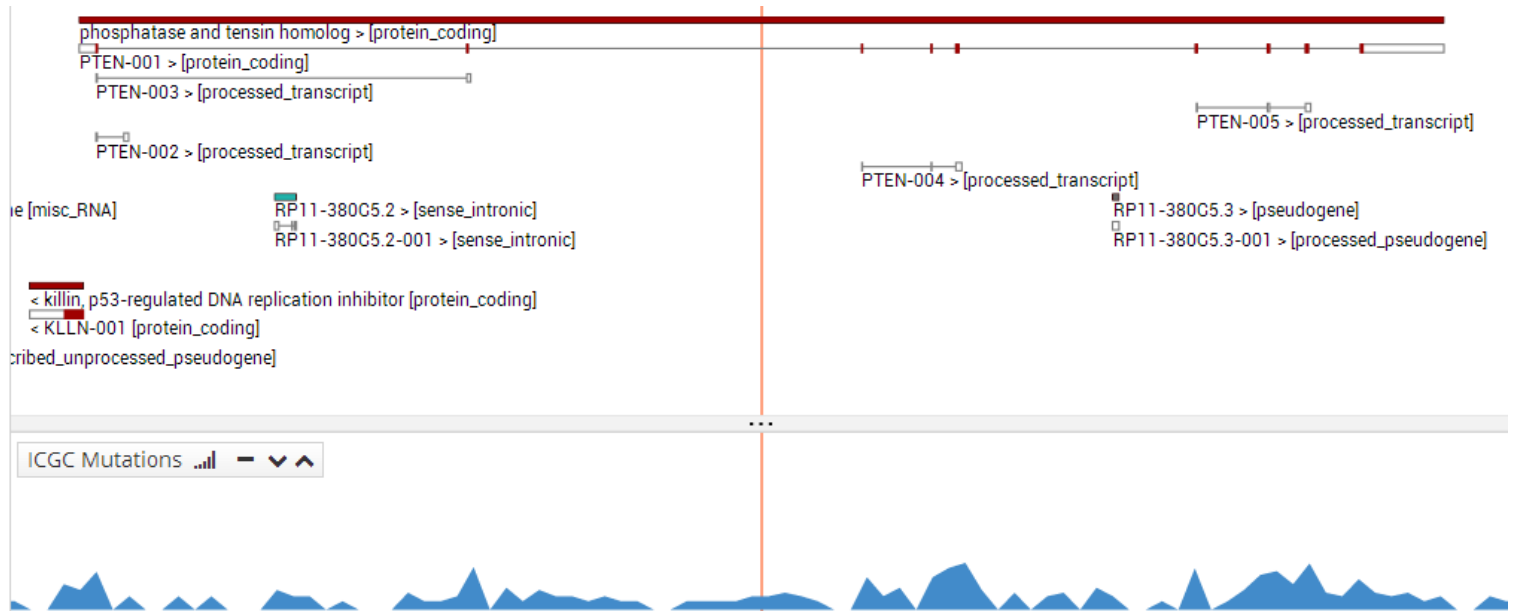 phosphatase and tensin homolog > [protein_coding]
PTEN-001 > [protein_coding]
PTEN-003 > [processed_transcript]
PTEN-005 > [processed_transcript]
PTEN-002 > [processed_transcript]
PTEN-004 > [processed_transcript]
ne [misc_RNA]
RP11-380G5.2 > [sense_intronic]
RP11-380G5.3 > [pseudogene]
RP11-380G5.2-001 > [sense_intronic]
RP11-380G5.3-001 > [processed_pseudogene]
< killin, p53-regulated DNA replication inhibitor [protein_coding]
< KLLN-001 [protein_coding]
cribed_unprocessed_pseudogene]
ICGC Mutations